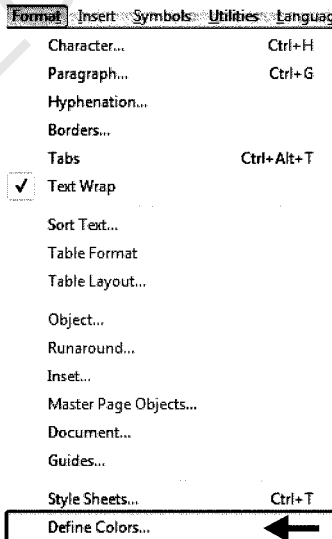 Format Insert Symbols Utilities Languag
Character... Ctrl+H
Paragraph... Ctrl+G
Hyphenation...
Borders...
Tabs Ctrl+Alt+T
Text Wrap
Sort Text...
Table Format
Table Layout...
Object...
Runaround...
Inset...
Master Page Objects...
Document...
Guides...
Style Sheets... Ctrl+T
Define Colors...